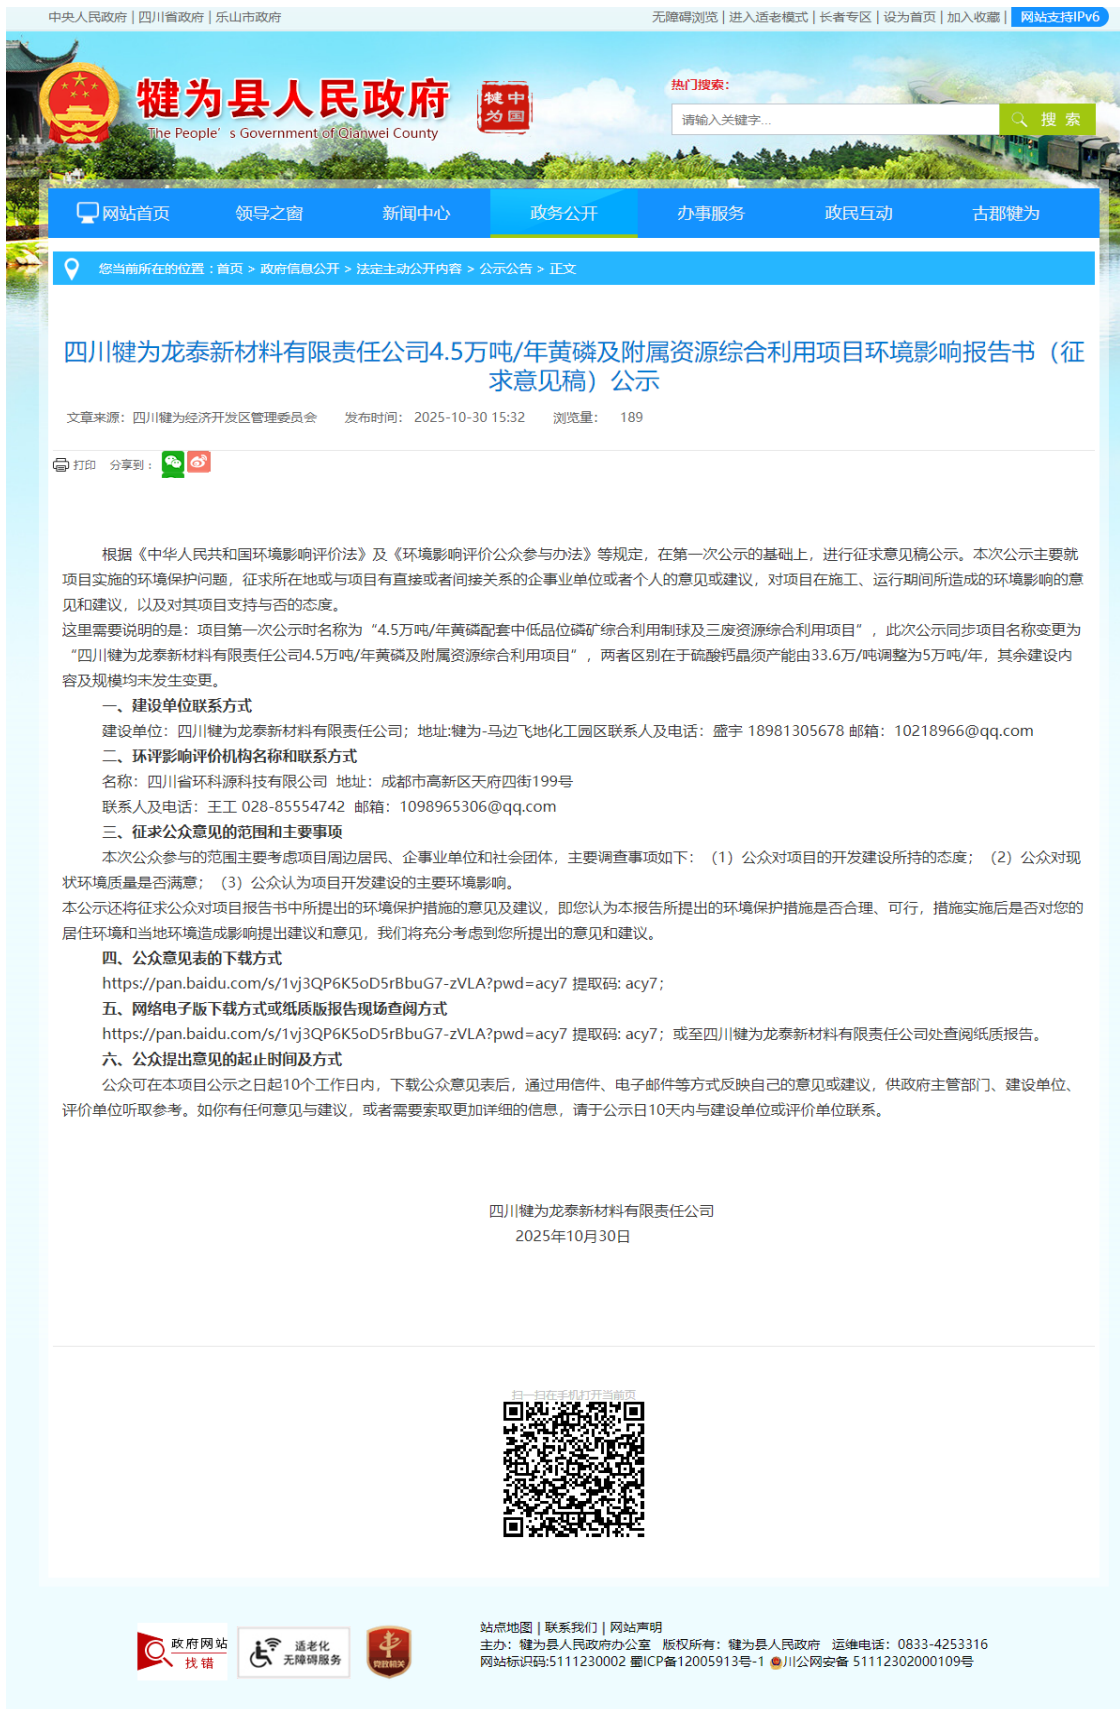 中央人民政府 | 四川省政府 | 乐山市政府
无障碍浏览 | 进入适老模式 | 长者专区 | 设为首页 | 加入收藏 | 网站支持IPv6
犍为县人民政府
The People's Government of Qianwei County
犍中
为国
热门搜索：
请输入关键字...
搜 索
网站首页 领导之窗 新闻中心 政务公开 办事服务 政民互动 古郡犍为
您当前所在的位置：首页 > 政府信息公开 > 法定主动公开内容 > 公示公告 > 正文
四川犍为龙泰新材料有限责任公司4.5万吨/年黄磷及附属资源综合利用项目环境影响报告书（征
求意见稿）公示
文章来源：四川犍为经济开发区管理委员会 发布时间： 2025-10-30 15:32 浏览量： 189
打印 分享到：
根据《中华人民共和国环境影响评价法》及《环境影响评价公众参与办法》等规定，在第一次公示的基础上，进行征求意见稿公示。本次公示主要就
项目实施的环境保护问题，征求所在地或与项目有直接或者间接关系的企事业单位或者个人的意见或建议，对项目在施工、运行期间所造成的环境影响的意
见和建议，以及对其项目支持与否的态度。
这里需要说明的是：项目第一次公示时名称为“4.5万吨/年黄磷配套中低品位磷矿综合利用制球及三废资源综合利用项目”，此次公示同步项目名称变更为
“四川犍为龙泰新材料有限责任公司4.5万吨/年黄磷及附属资源综合利用项目”，两者区别在于硫酸钙晶须产能由33.6万/吨调整为5万吨/年，其余建设内
容及规模均未发生变更。
一、建设单位联系方式
建设单位：四川犍为龙泰新材料有限责任公司；地址:犍为-马边飞地化工园区联系人及电话：盛宇 18981305678 邮箱：10218966@qq.com
二、环评影响评价机构名称和联系方式
名称：四川省环科源科技有限公司 地址：成都市高新区天府四街199号
联系人及电话：王工 028-85554742 邮箱：1098965306@qq.com
三、征求公众意见的范围和主要事项
本次公众参与的范围主要考虑项目周边居民、企事业单位和社会团体，主要调查事项如下：（1）公众对项目的开发建设所持的态度；（2）公众对现
状环境质量是否满意；（3）公众认为项目开发建设的主要环境影响。
本公示还将征求公众对项目报告书中所提出的环境保护措施的意见及建议，即您认为本报告所提出的环境保护措施是否合理、可行，措施实施后是否对您的
居住环境和当地环境造成影响提出建议和意见，我们将充分考虑到您所提出的意见和建议。
四、公众意见表的下载方式
https://pan.baidu.com/s/1vj3QP6K5oD5rBbuG7-zVLA?pwd=acy7 提取码: acy7；
五、网络电子版下载方式或纸质版报告现场查阅方式
https://pan.baidu.com/s/1vj3QP6K5oD5rBbuG7-zVLA?pwd=acy7 提取码: acy7；或至四川犍为龙泰新材料有限责任公司处查阅纸质报告。
六、公众提出意见的起止时间及方式
公众可在本项目公示之日起10个工作日内，下载公众意见表后，通过用信件、电子邮件等方式反映自己的意见或建议，供政府主管部门、建设单位、
评价单位听取参考。如你有任何意见与建议，或者需要索取更加详细的信息，请于公示日10天内与建设单位或评价单位联系。
四川犍为龙泰新材料有限责任公司
2025年10月30日
扫一扫在手机打开当前页
政府网站
找错
适老化
无障碍服务
党政机关
站点地图 | 联系我们 | 网站声明
主办：犍为县人民政府办公室 版权所有：犍为县人民政府 运维电话：0833-4253316
网站标识码:5111230002 蜀ICP备12005913号-1 川公网安备 51112302000109号